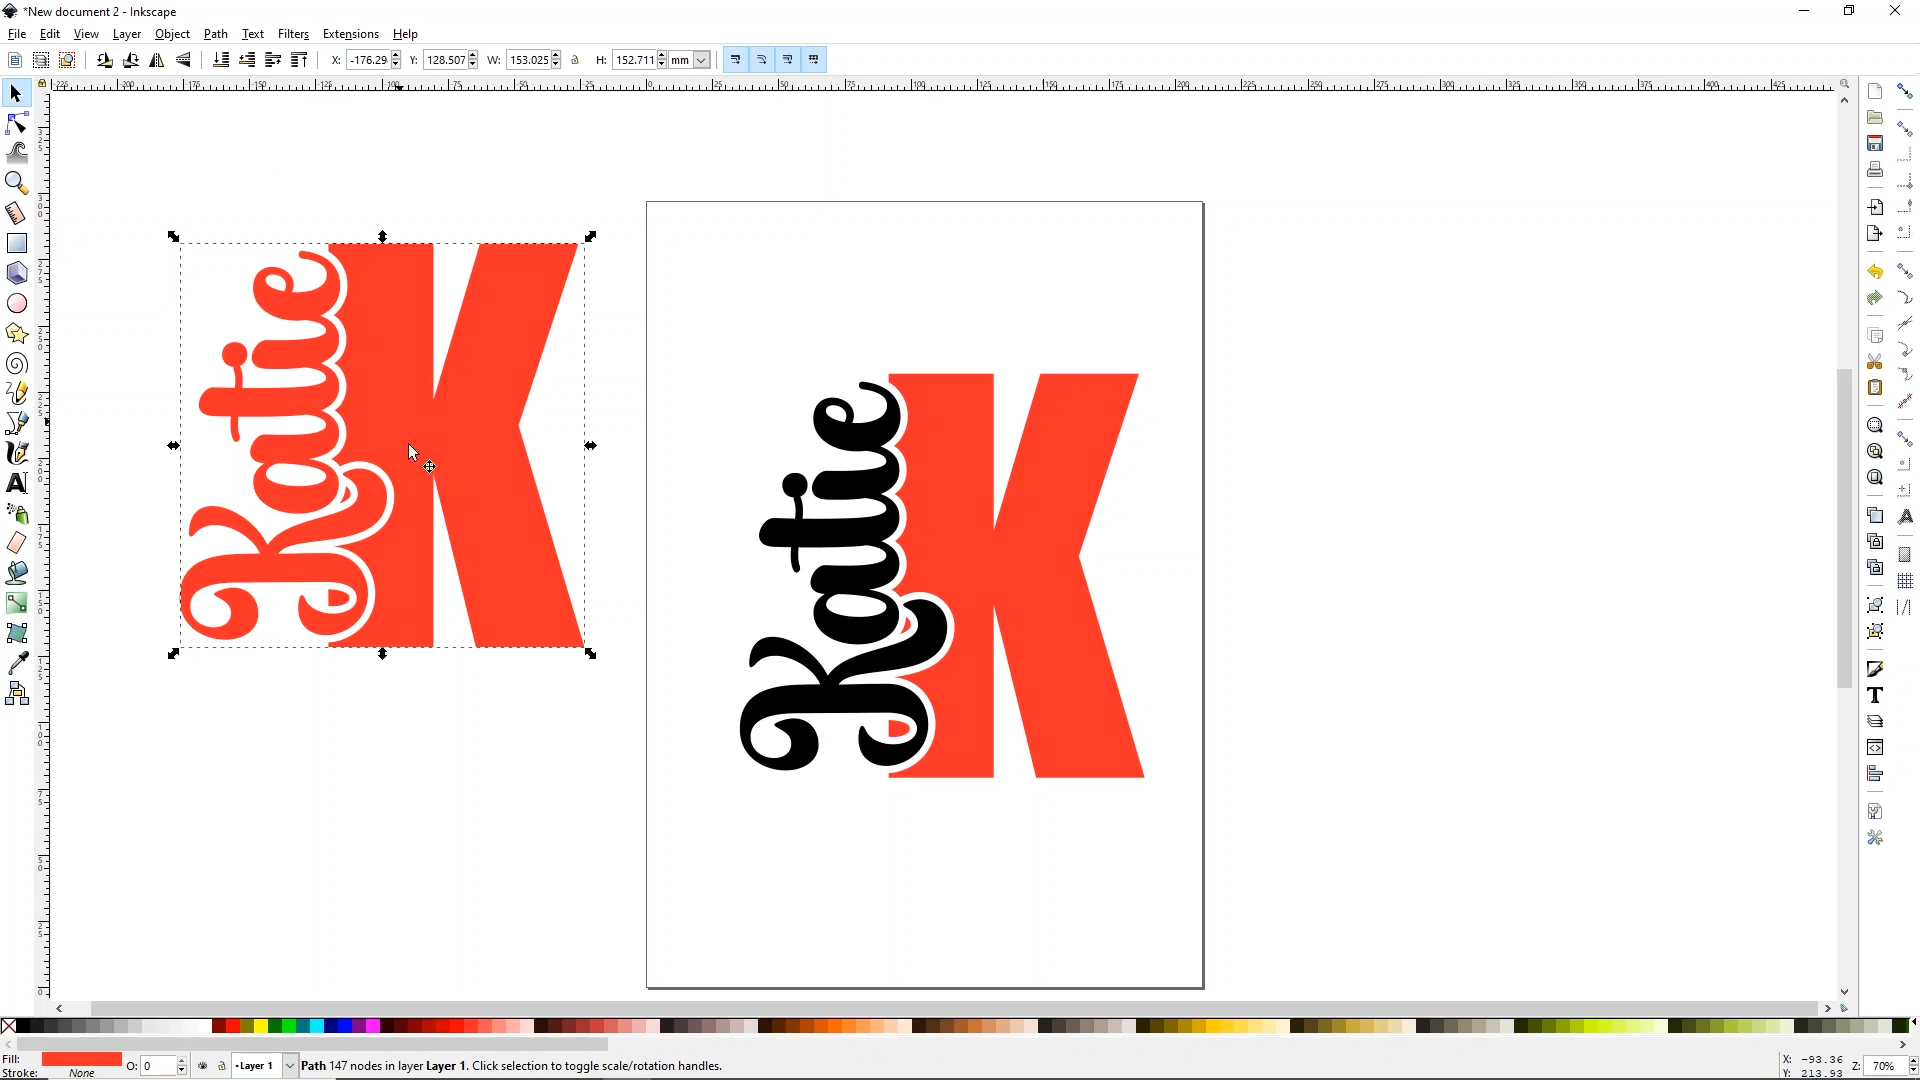 *New document 2 - Inkscape
File Edit View Layer Object Path Text Filters Extensions Help
X: -176.29 Y: 128.507 W: 153.025 H: 152.711 mm
Katie K
Katie K
Fill:
Stroke: None
O: 0
•Layer 1
Path 147 nodes in layer Layer 1. Click selection to toggle scale/rotation handles.
X: -93.36
Y: 213.93
Z: 70%